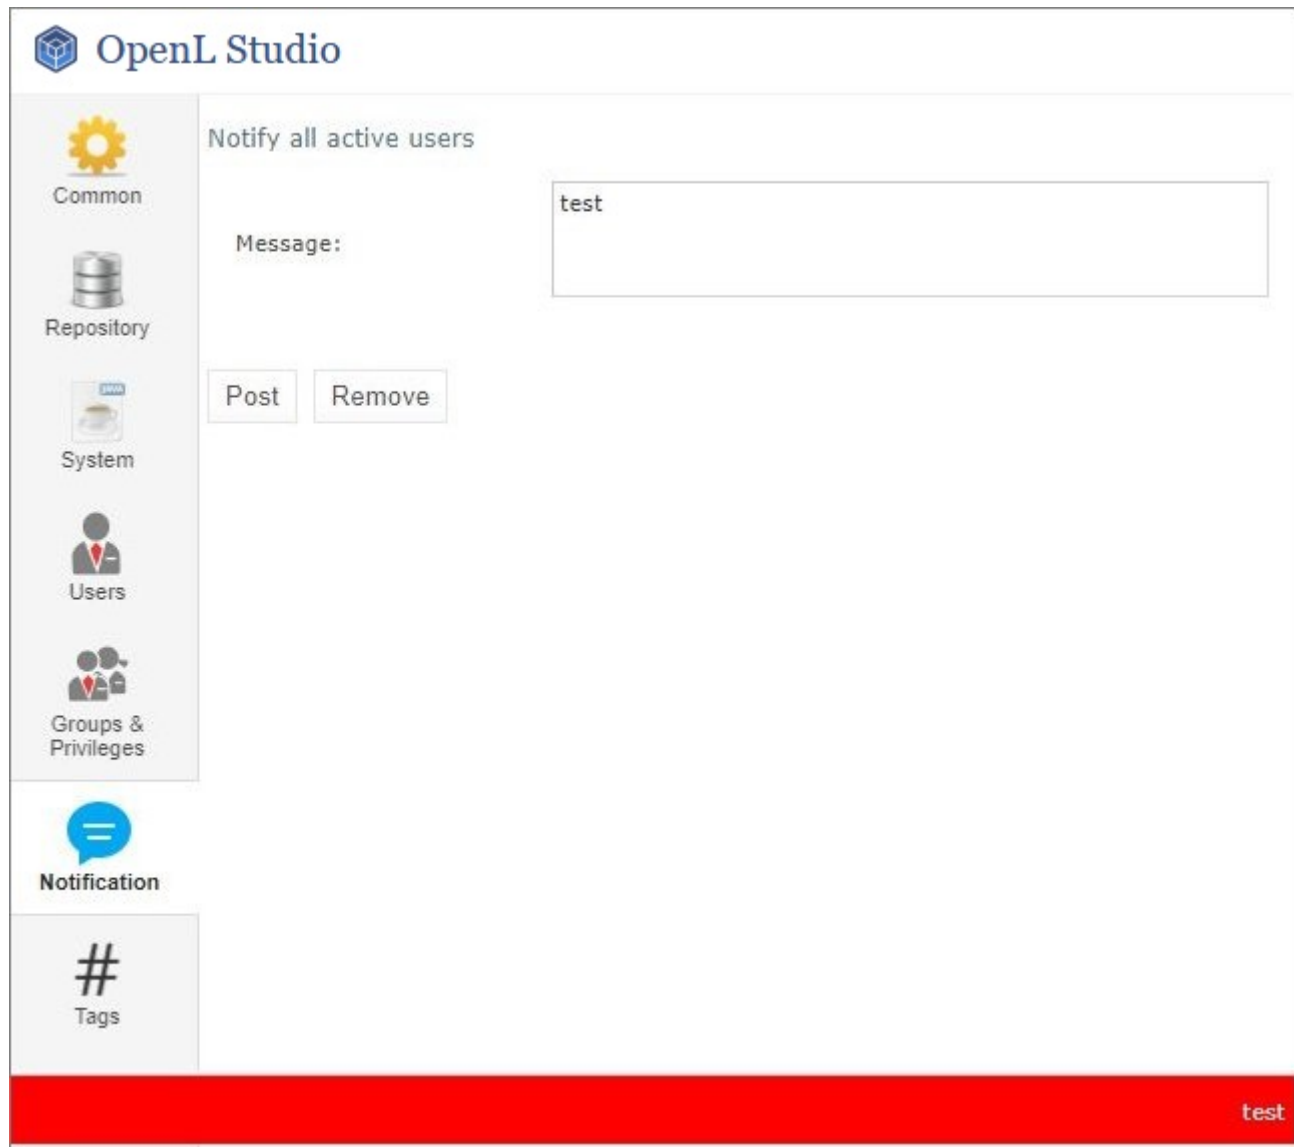 OpenL Studio
Common
Repository
JAVA
System
Users
Groups &
Privileges
Notification
#
Tags
Notify all active users
Message:
test
Post Remove
test